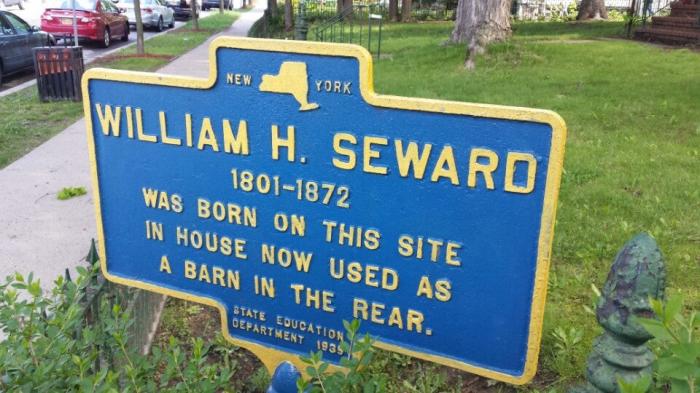 NEW YORK
WILLIAM H. SEWARD
1801-1872
WAS BORN ON THIS SITE
IN HOUSE NOW USED AS
A BARN IN THE REAR.
STATE EDUCATION
DEPARTMENT 1935